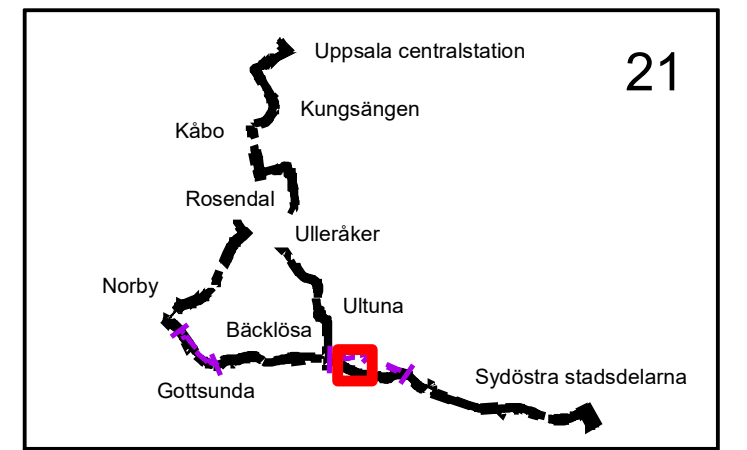 Uppsala centralstation
21
Kungsängen
Kåbo
Rosendal
Ulleråker
Norby
Ultuna
Bäcklösa
Sydöstra stadsdelarna
Gottsunda